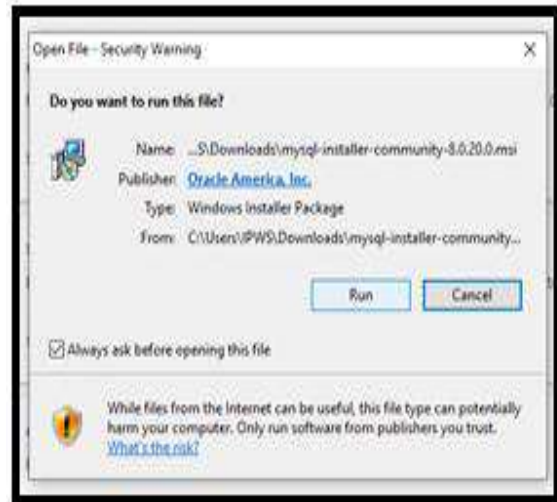 Open File - Security Warning
Do you want to run this file?
Name: ...S\Downloads\mysql-installer-community-8.0.20.0.msi
Publisher: Oracle America, Inc.
Type: Windows Installer Package
From: C:\Users\IPWS\Downloads\mysql-installer-community...
Run Cancel
Always ask before opening this file
While files from the Internet can be useful, this file type can potentially
harm your computer. Only run software from publishers you trust.
What's the risk?